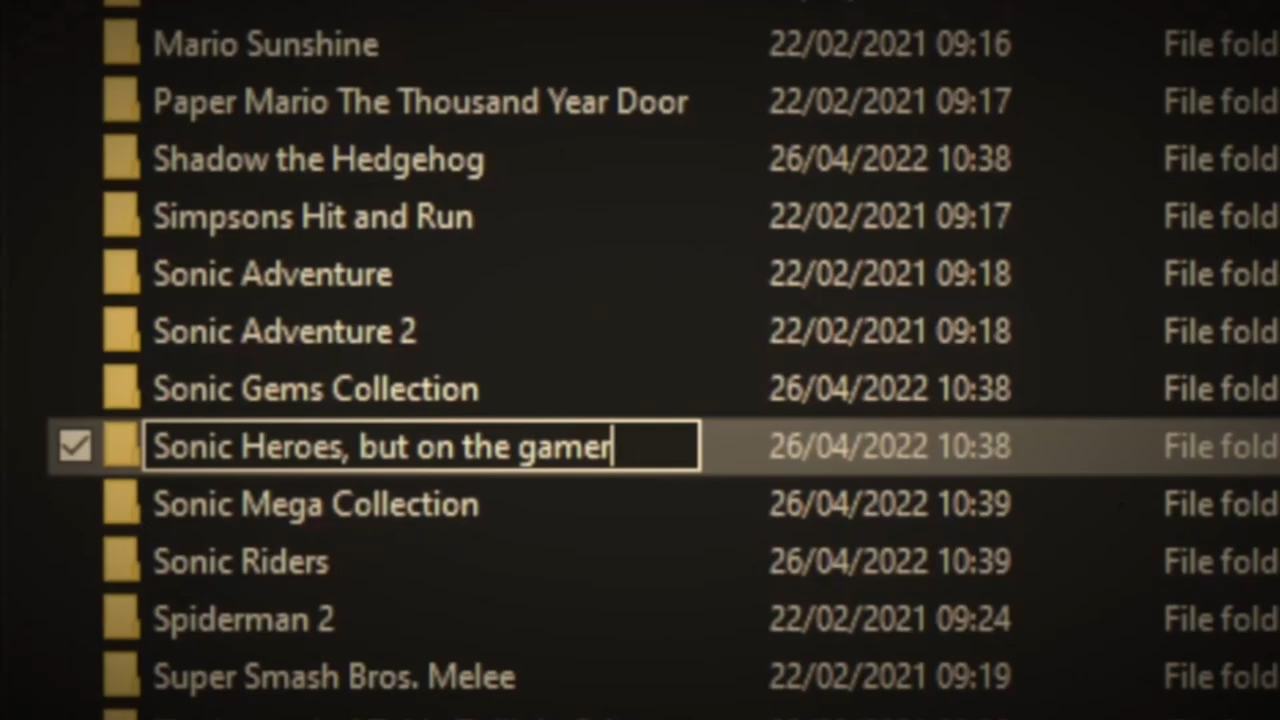 Mario Sunshine 22/02/2021 09:16 File fold
Paper Mario The Thousand Year Door 22/02/2021 09:17 File fold
Shadow the Hedgehog 26/04/2022 10:38 File fold
Simpsons Hit and Run 22/02/2021 09:17 File fold
Sonic Adventure 22/02/2021 09:18 File fold
Sonic Adventure 2 22/02/2021 09:18 File fold
Sonic Gems Collection 26/04/2022 10:38 File fold
Sonic Heroes, but on the gamer 26/04/2022 10:38 File fold
Sonic Mega Collection 26/04/2022 10:39 File fold
Sonic Riders 26/04/2022 10:39 File fold
Spiderman 2 22/02/2021 09:24 File fold
Super Smash Bros. Melee 22/02/2021 09:19 File fold